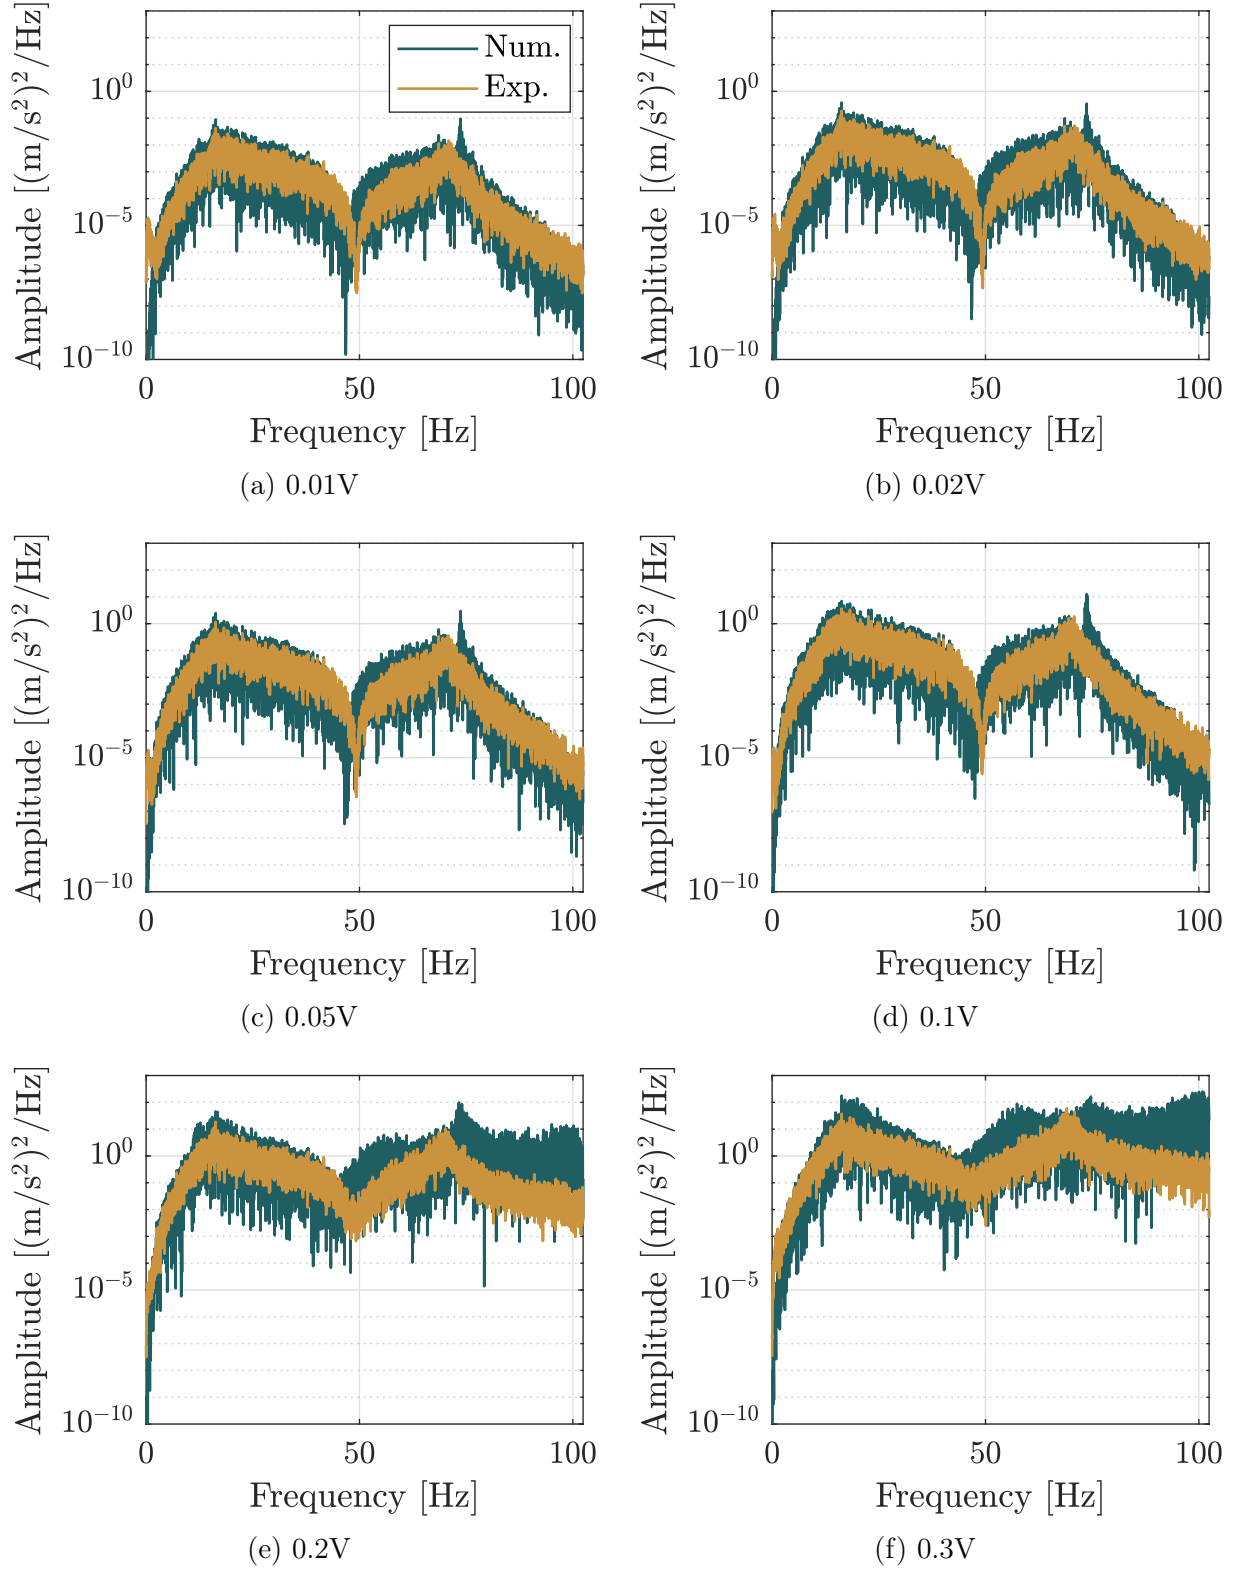 Num.
Exp.
Amplitude [(m/s²)²/Hz]
10⁰
10⁻⁵
10⁻¹⁰
0 50 100
Frequency [Hz]
(a) 0.01V
Amplitude [(m/s²)²/Hz]
10⁰
10⁻⁵
10⁻¹⁰
0 50 100
Frequency [Hz]
(b) 0.02V
Amplitude [(m/s²)²/Hz]
10⁰
10⁻⁵
10⁻¹⁰
0 50 100
Frequency [Hz]
(c) 0.05V
Amplitude [(m/s²)²/Hz]
10⁰
10⁻⁵
10⁻¹⁰
0 50 100
Frequency [Hz]
(d) 0.1V
Amplitude [(m/s²)²/Hz]
10⁰
10⁻⁵
10⁻¹⁰
0 50 100
Frequency [Hz]
(e) 0.2V
Amplitude [(m/s²)²/Hz]
10⁰
10⁻⁵
10⁻¹⁰
0 50 100
Frequency [Hz]
(f) 0.3V